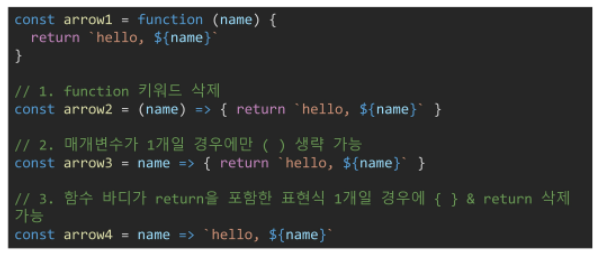 const arrow1 = function (name) {
  return `hello, ${name}`
}
// 1. function 키워드 삭제
const arrow2 = (name) => { return `hello, ${name}` }
// 2. 매개변수가 1개일 경우에만 ( ) 생략 가능
const arrow3 = name => { return `hello, ${name}` }
// 3. 함수 바디가 return을 포함한 표현식 1개일 경우에 { } & return 삭제
가능
const arrow4 = name => `hello, ${name}`